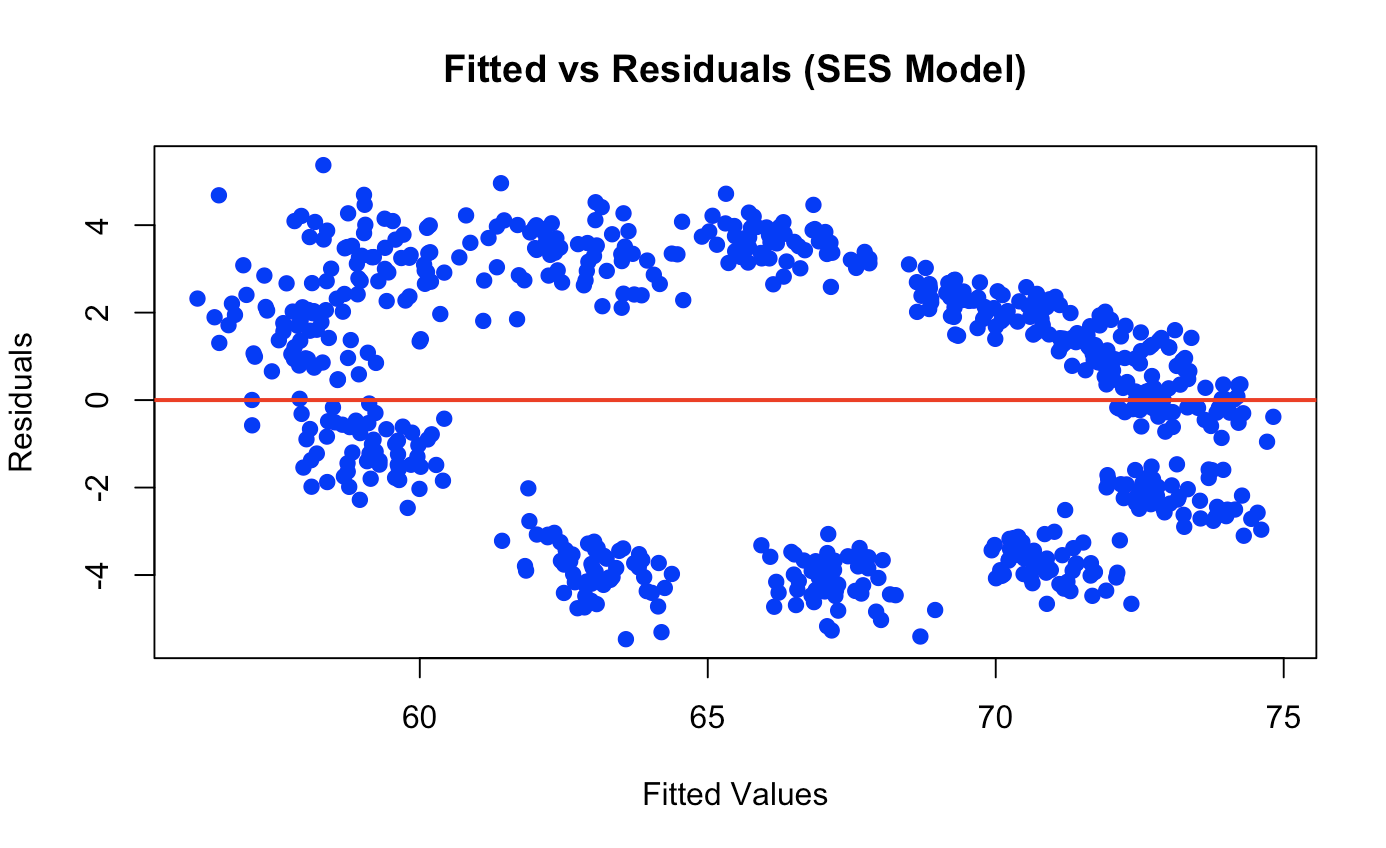 Fitted vs Residuals (SES Model)
Residuals
4
2
0
-2
-4
60 65 70 75
Fitted Values